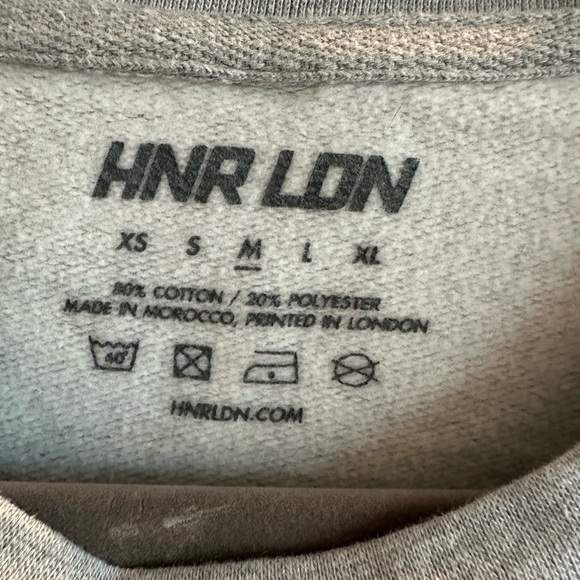 HNR LDN
XS S M L XL
80% COTTON / 20% POLYESTER
MADE IN MOROCCO, PRINTED IN LONDON
40°
HNRLDN.COM